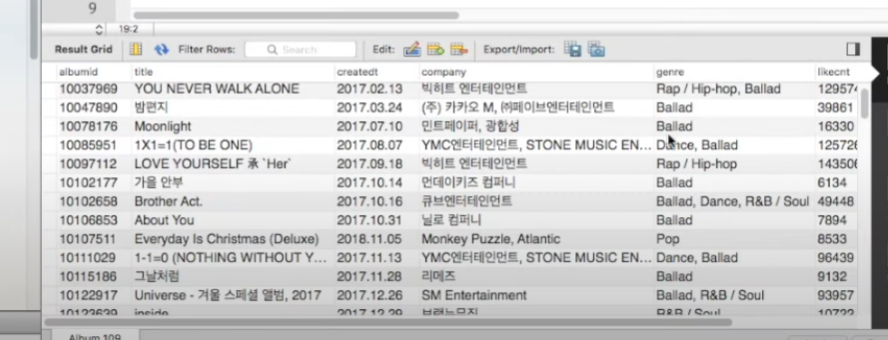 9
19:2
Result Grid Filter Rows: Search Edit: Export/Import:
albumid title createdt company genre likecnt
10037969 YOU NEVER WALK ALONE 2017.02.13 빅히트 엔터테인먼트 Rap / Hip-hop, Ballad 12957
10047890 밤편지 2017.03.24 (주) 카카오 M, ㈜페이브엔터테인먼트 Ballad 39861
10078176 Moonlight 2017.07.10 민트페이퍼, 광합성 Ballad 16330
10085951 1X1=1(TO BE ONE) 2017.08.07 YMC엔터테인먼트, STONE MUSIC EN... Dance, Ballad 12572
10097112 LOVE YOURSELF 承 `Her` 2017.09.18 빅히트 엔터테인먼트 Rap / Hip-hop 14350
10102177 가을 안부 2017.10.14 먼데이키즈 컴퍼니 Ballad 6134
10102658 Brother Act. 2017.10.16 큐브엔터테인먼트 Ballad, Dance, R&B / Soul 49448
10106853 About You 2017.10.31 닐로 컴퍼니 Ballad 7894
10107511 Everyday Is Christmas (Deluxe) 2018.11.05 Monkey Puzzle, Atlantic Pop 8533
10111029 1-1=0 (NOTHING WITHOUT Y... 2017.11.13 YMC엔터테인먼트, STONE MUSIC EN... Dance, Ballad 96439
10115186 그날처럼 2017.11.28 리메즈 Ballad 9132
10122917 Universe - 겨울 스페셜 앨범, 2017 2017.12.26 SM Entertainment Ballad, R&B / Soul 93957
10123639 inside 2017.12.29 브랜뉴뮤직 R&B / Soul 10722
Album 109